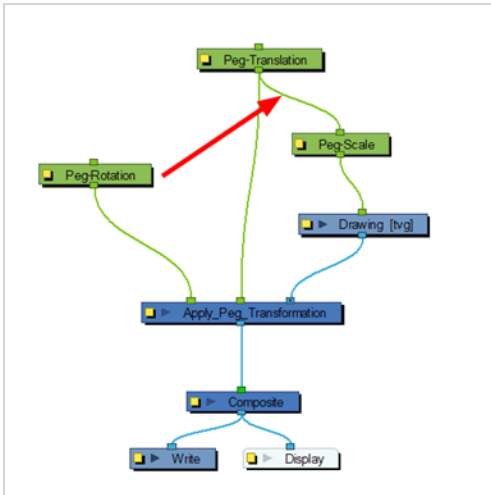 Peg-Translation
Peg-Scale
Peg-Rotation
Drawing [tvg]
Apply_Peg_Transformation
Composite
Write
Display